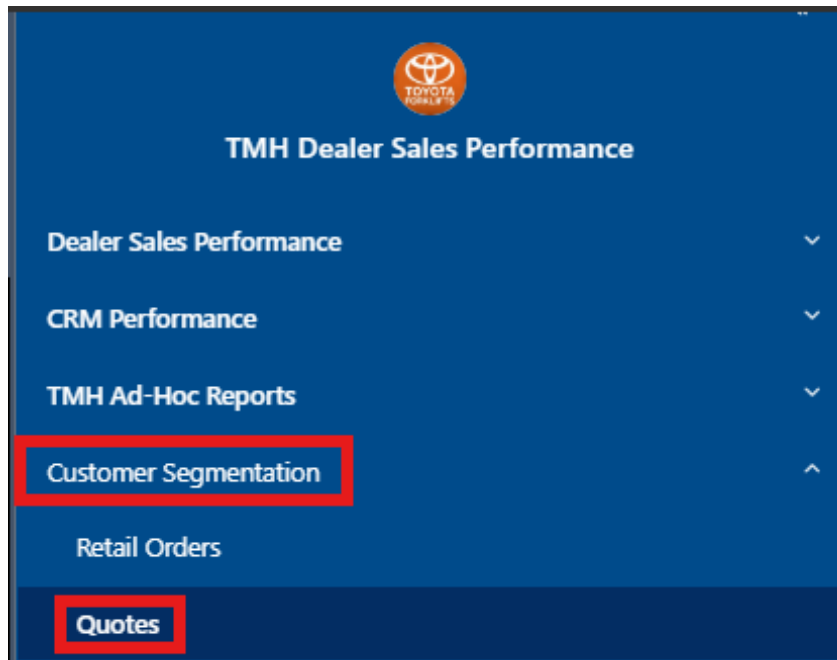 TOYOTA
FORKLIFTS
TMH Dealer Sales Performance
Dealer Sales Performance
CRM Performance
TMH Ad-Hoc Reports
Customer Segmentation
Retail Orders
Quotes